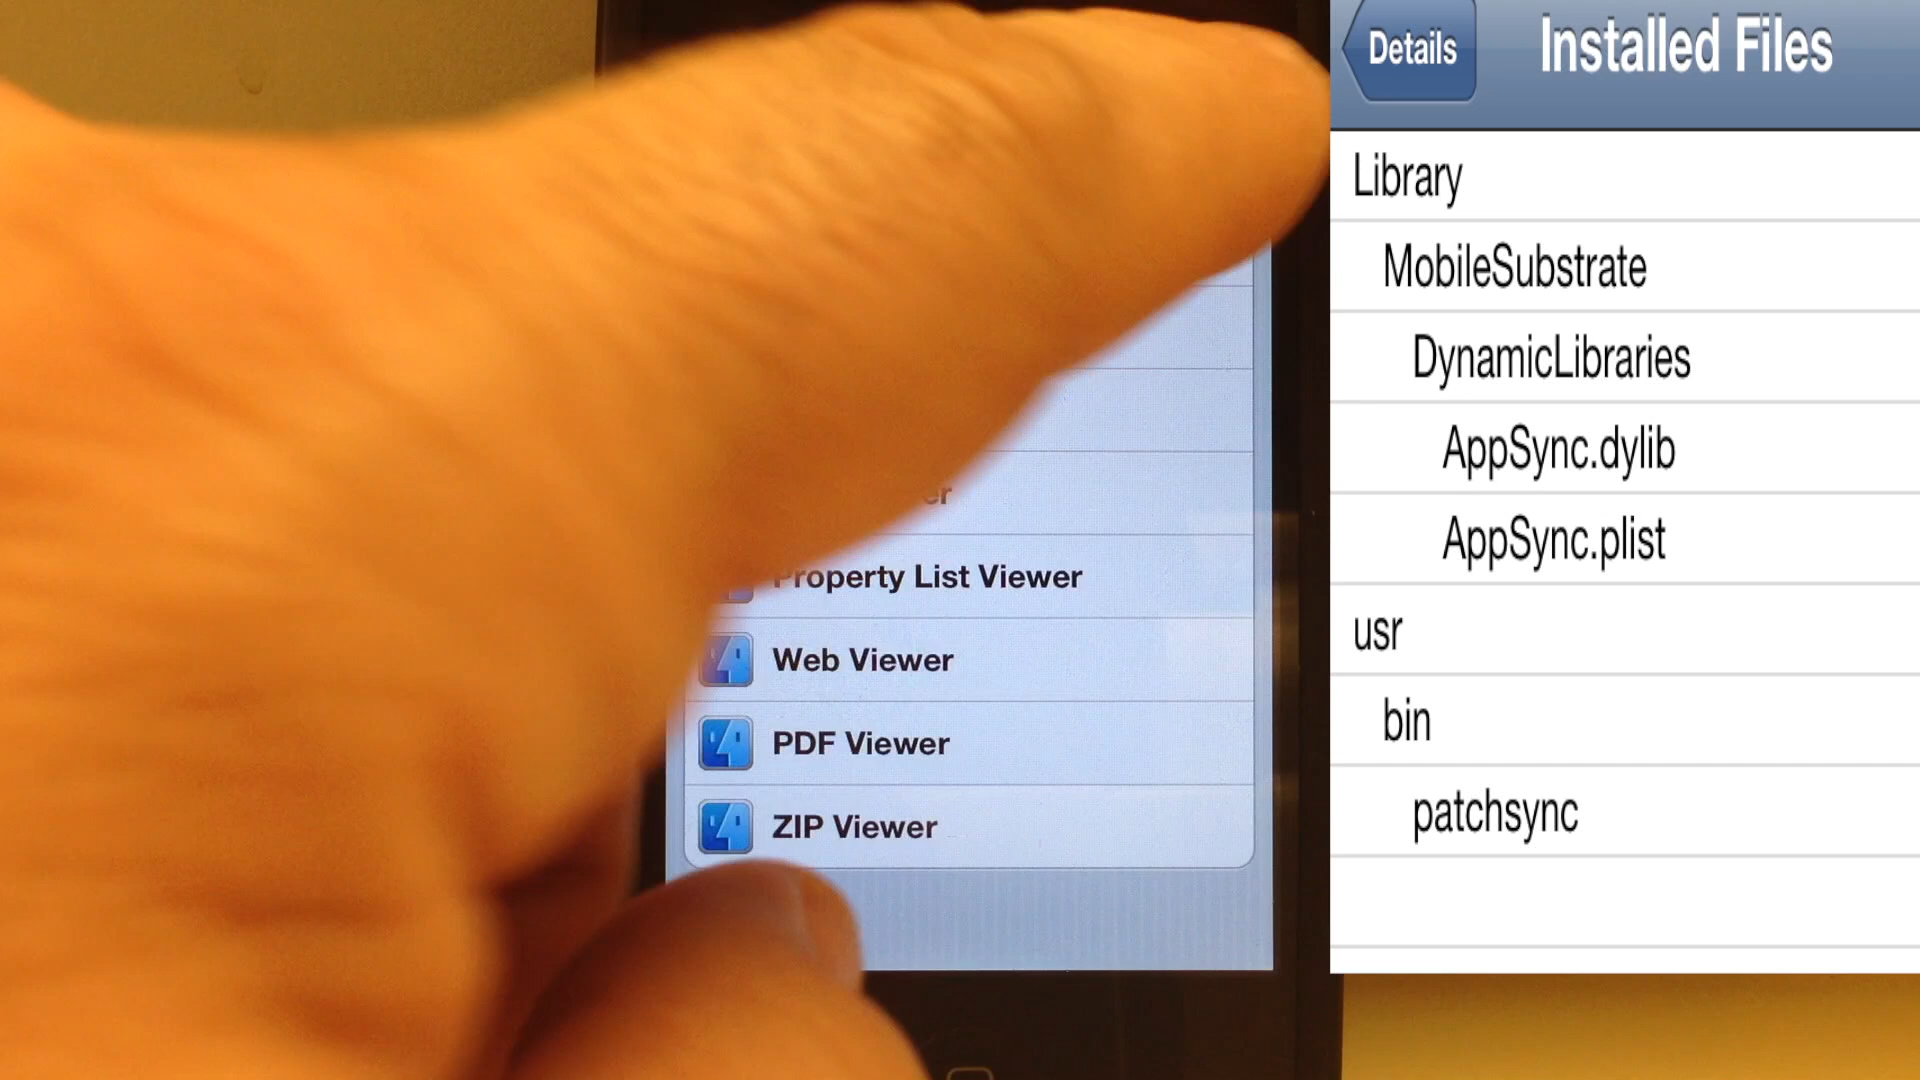 Property List Viewer
Web Viewer
PDF Viewer
ZIP Viewer
Details
Installed Files
Library
MobileSubstrate
DynamicLibraries
AppSync.dylib
AppSync.plist
usr
bin
patchsync